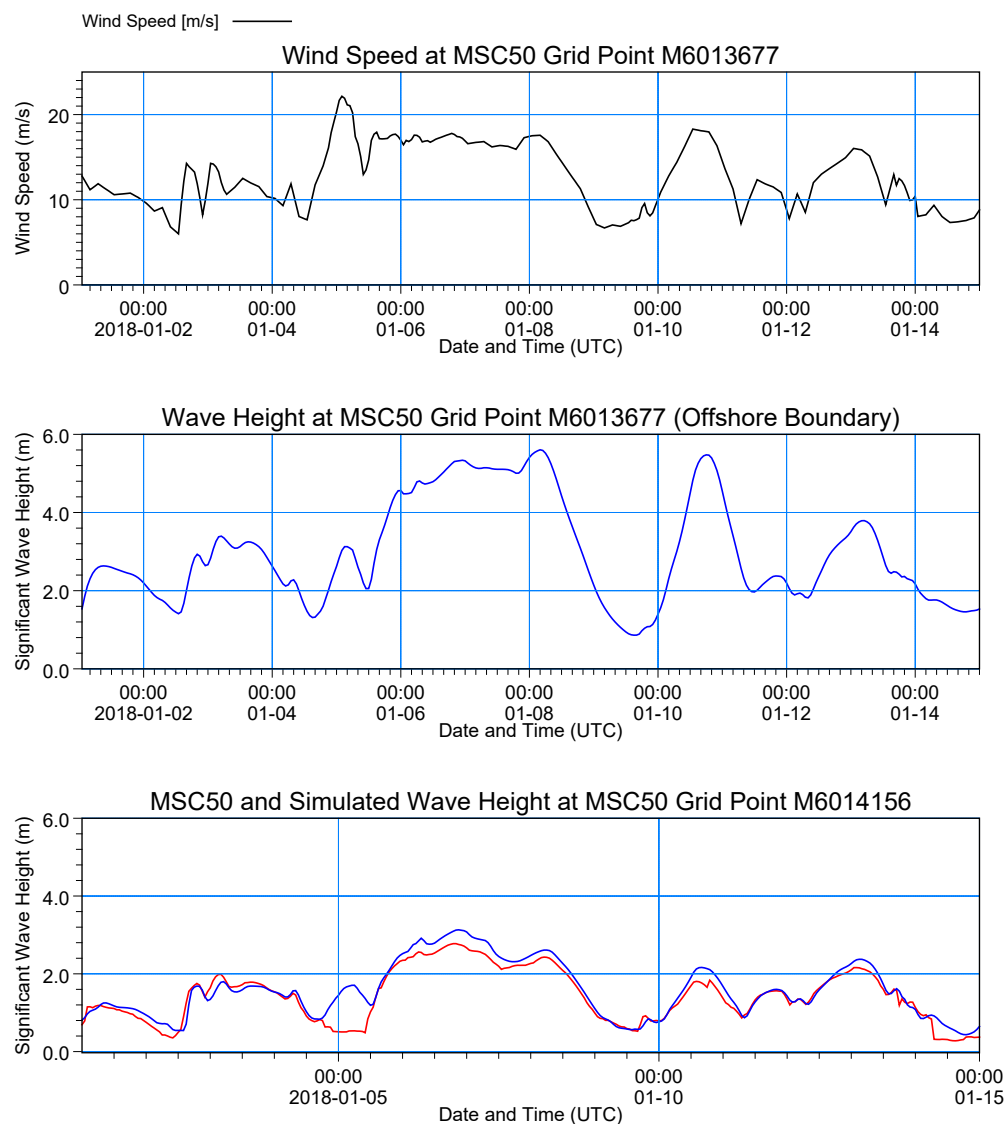 Wind Speed [m/s]
Wind Speed at MSC50 Grid Point M6013677
Wind Speed (m/s)
20
10
0
00:00 00:00 00:00 00:00 00:00 00:00 00:00
2018-01-02 01-04 01-06 01-08 01-10 01-12 01-14
Date and Time (UTC)
Wave Height at MSC50 Grid Point M6013677 (Offshore Boundary)
Significant Wave Height (m)
6.0
4.0
2.0
0.0
00:00 00:00 00:00 00:00 00:00 00:00 00:00
2018-01-02 01-04 01-06 01-08 01-10 01-12 01-14
Date and Time (UTC)
MSC50 and Simulated Wave Height at MSC50 Grid Point M6014156
Significant Wave Height (m)
6.0
4.0
2.0
0.0
00:00 00:00 00:00
2018-01-05 01-10 01-15
Date and Time (UTC)